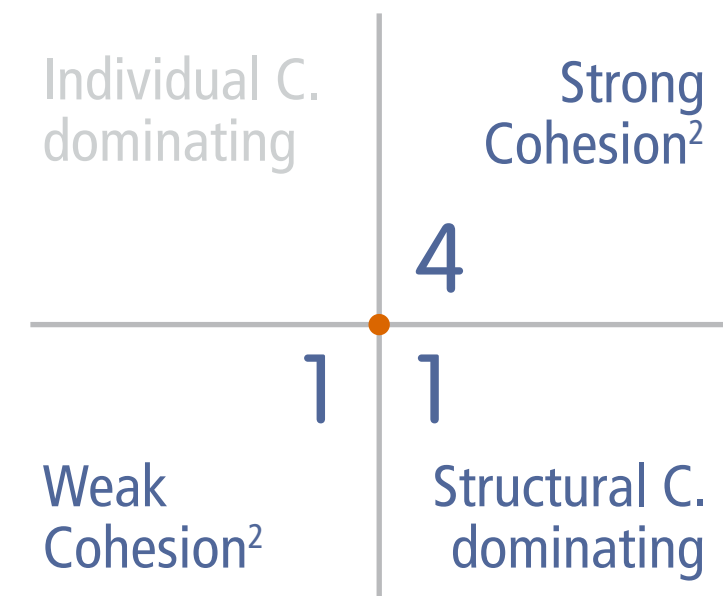 Individual C.
dominating
Strong
Cohesion²
4
1
1
Weak
Cohesion²
Structural C.
dominating